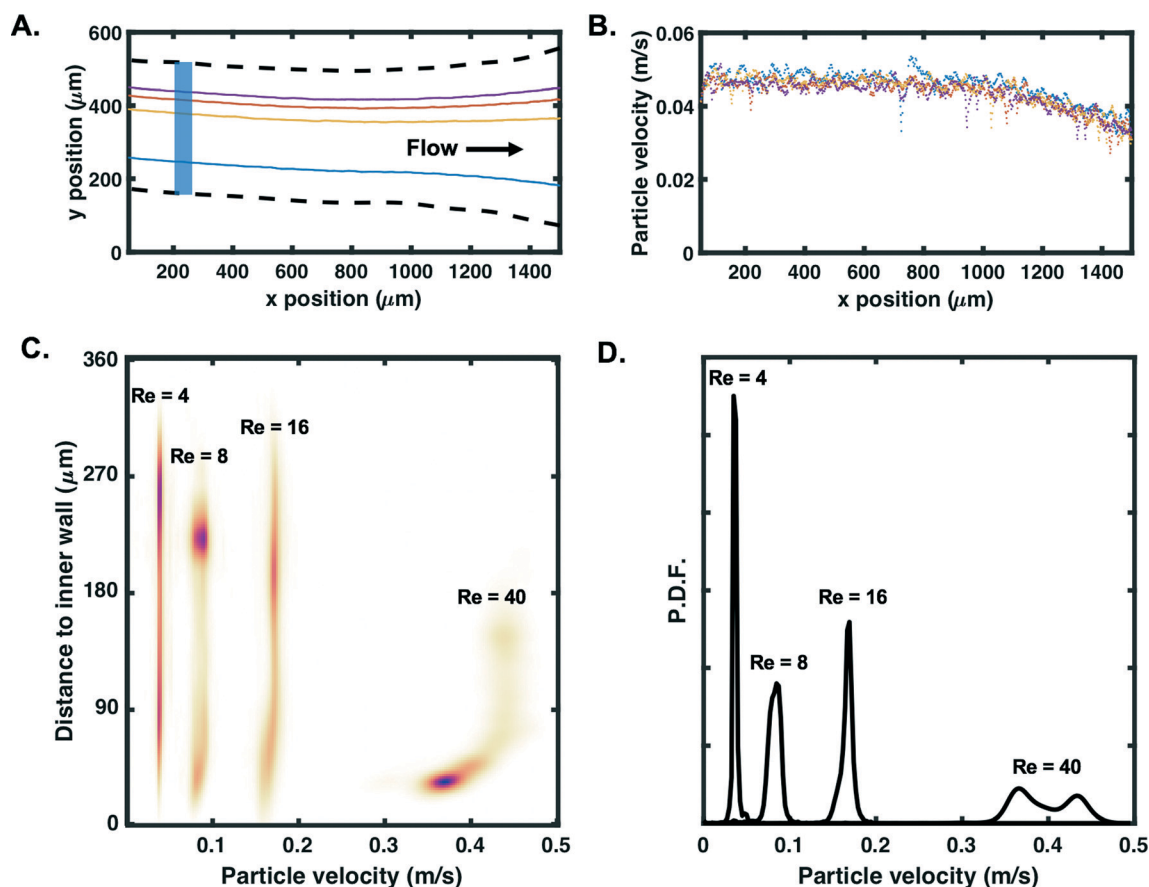 A.
600
400
200
0
y position (μm)
Flow
200
400
600
800
1000
1200
1400
x position (μm)
B.
0.06
0.04
0.02
0
Particle velocity (m/s)
200
400
600
800
1000
1200
1400
x position (μm)
C.
360
270
180
90
0
Distance to inner wall (μm)
Re = 4
Re = 8
Re = 16
Re = 40
0.1
0.2
0.3
0.4
0.5
Particle velocity (m/s)
D.
P.D.F.
Re = 4
Re = 8
Re = 16
Re = 40
0
0.1
0.2
0.3
0.4
0.5
Particle velocity (m/s)